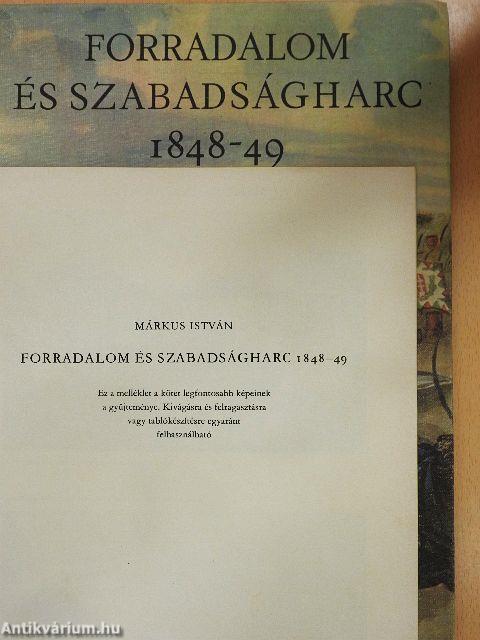 FORRADALOM
ÉS SZABADSÁGHARC
1848-49
MÁRKUS ISTVÁN
FORRADALOM ÉS SZABADSÁGHARC 1848–49
Ez a melléklet a kötet legfontosabb képeinek
a gyűjteménye. Kivágásra és felragasztásra
vagy tablókészítésre egyaránt
felhasználható
Antikvárium.hu